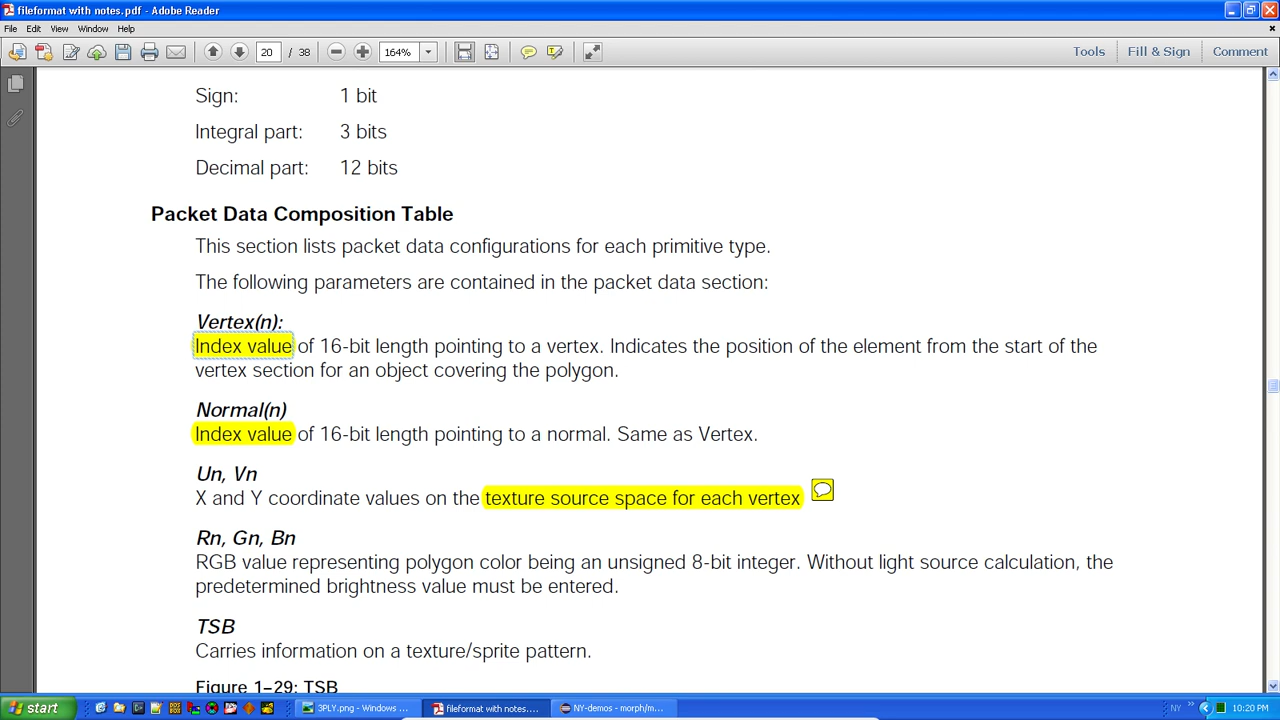 fileformat with notes.pdf - Adobe Reader
File Edit View Window Help
20 / 38 164% Tools Fill & Sign Comment
Sign: 1 bit
Integral part: 3 bits
Decimal part: 12 bits
Packet Data Composition Table
This section lists packet data configurations for each primitive type.
The following parameters are contained in the packet data section:
Vertex(n):
Index value of 16-bit length pointing to a vertex. Indicates the position of the element from the start of the
vertex section for an object covering the polygon.
Normal(n)
Index value of 16-bit length pointing to a normal. Same as Vertex.
Un, Vn
X and Y coordinate values on the texture source space for each vertex
Rn, Gn, Bn
RGB value representing polygon color being an unsigned 8-bit integer. Without light source calculation, the
predetermined brightness value must be entered.
TSB
Carries information on a texture/sprite pattern.
Figure 1–29: TSB
start 3PLY.png - Windows ... fileformat with notes.... NY-demos - morph/m... NY 10:20 PM